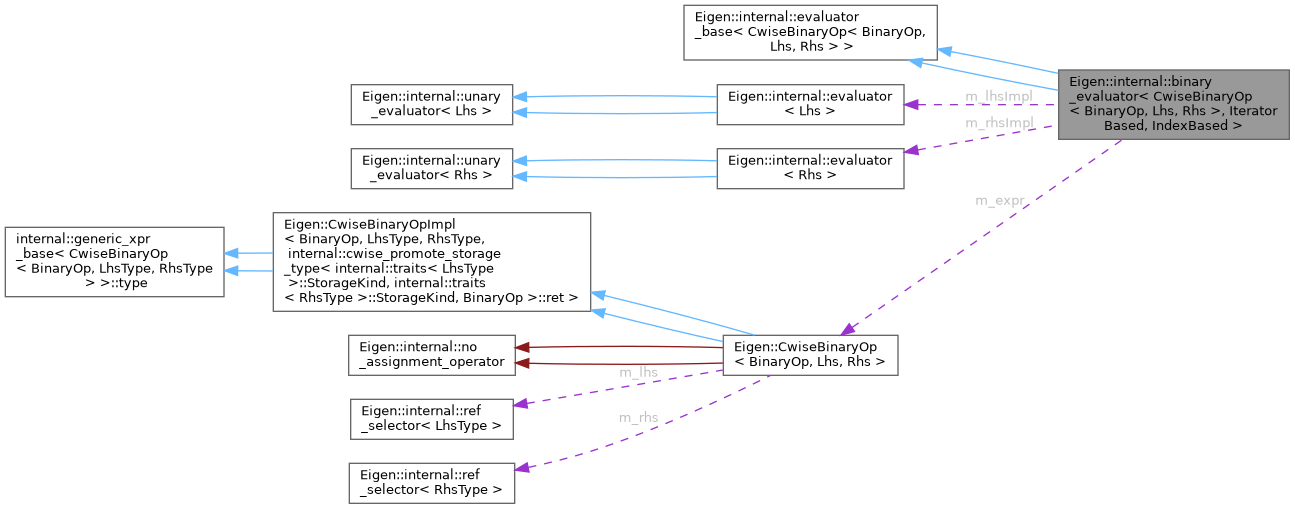 Eigen::internal::evaluator
_base< CwiseBinaryOp< BinaryOp,
Lhs, Rhs > >
Eigen::internal::binary
_evaluator< CwiseBinaryOp
< BinaryOp, Lhs, Rhs >, Iterator
Based, IndexBased >
Eigen::internal::unary
_evaluator< Lhs >
Eigen::internal::evaluator
< Lhs >
m_lhsImpl
m_rhsImpl
Eigen::internal::unary
_evaluator< Rhs >
Eigen::internal::evaluator
< Rhs >
m_expr
internal::generic_xpr
_base< CwiseBinaryOp
< BinaryOp, LhsType, RhsType
> >::type
Eigen::CwiseBinaryOpImpl
< BinaryOp, LhsType, RhsType,
internal::cwise_promote_storage
_type< internal::traits< LhsType
>::StorageKind, internal::traits
< RhsType >::StorageKind, BinaryOp >::ret >
Eigen::internal::no
_assignment_operator
Eigen::CwiseBinaryOp
< BinaryOp, Lhs, Rhs >
m_lhs
Eigen::internal::ref
_selector< LhsType >
m_rhs
Eigen::internal::ref
_selector< RhsType >